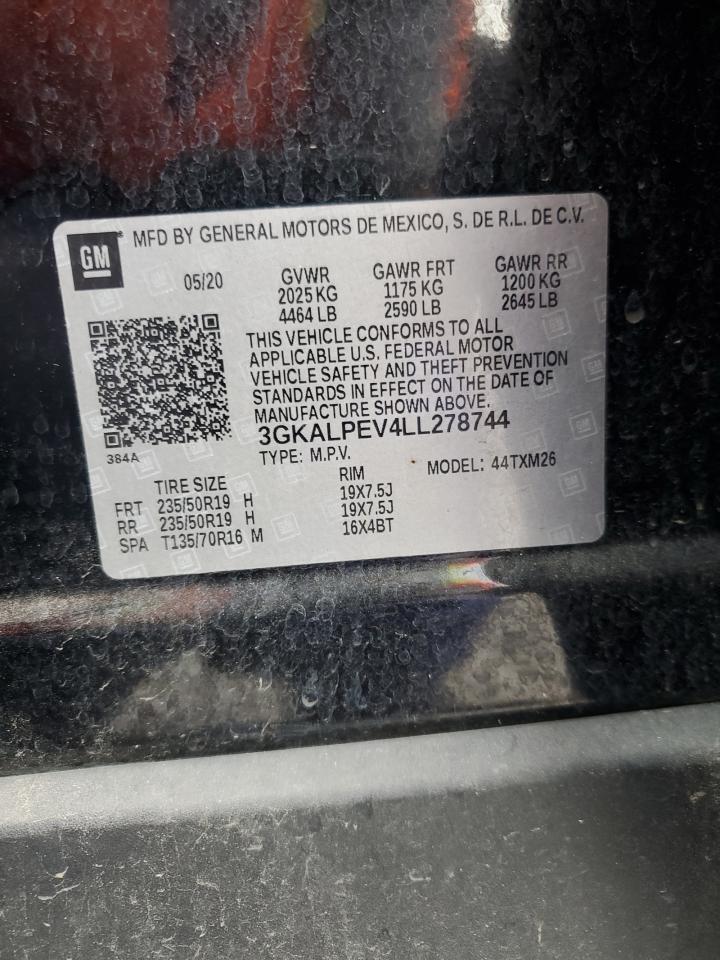 GM
MFD BY GENERAL MOTORS DE MEXICO, S. DE R.L. DE C.V.
05/20 GVWR GAWR FRT GAWR RR
2025 KG 1175 KG 1200 KG
4464 LB 2590 LB 2645 LB
THIS VEHICLE CONFORMS TO ALL
APPLICABLE U.S. FEDERAL MOTOR
VEHICLE SAFETY AND THEFT PREVENTION
STANDARDS IN EFFECT ON THE DATE OF
MANUFACTURE SHOWN ABOVE.
3GKALPEV4LL278744
384A
TYPE: M.P.V. MODEL: 44TXM26
TIRE SIZE RIM
FRT 235/50R19 H 19X7.5J
RR 235/50R19 H 19X7.5J
SPA T135/70R16 M 16X4BT